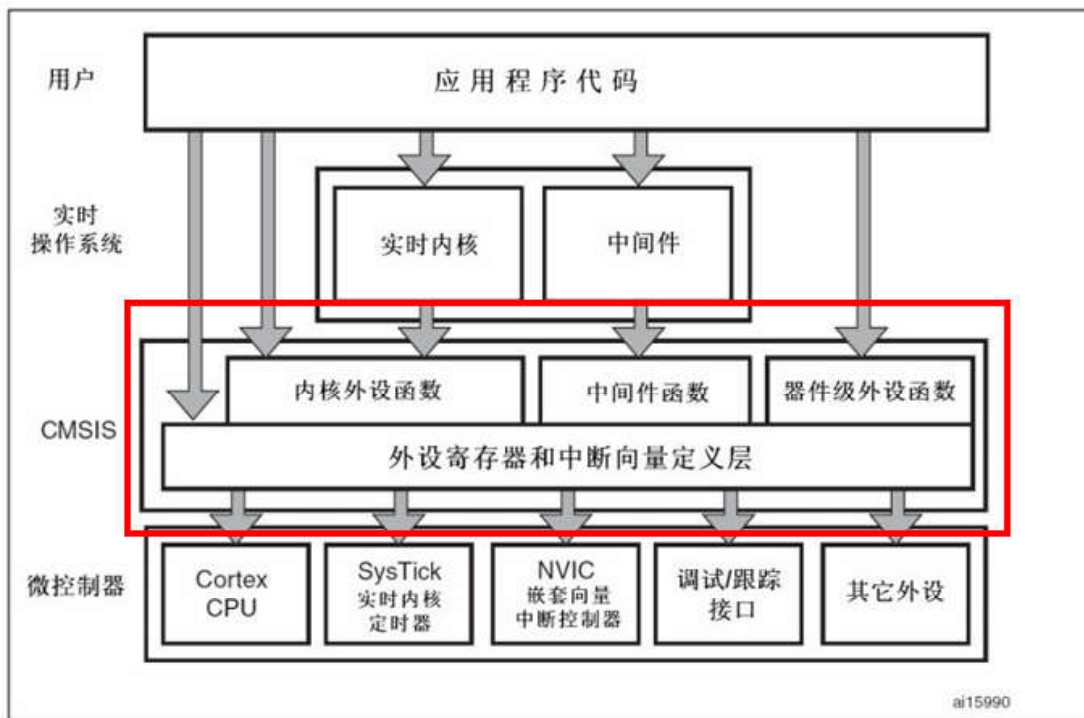 用户
应用程序代码
实时
操作系统
实时内核
中间件
CMSIS
内核外设函数
中间件函数
器件级外设函数
外设寄存器和中断向量定义层
微控制器
Cortex
CPU
SysTick
实时内核
定时器
NVIC
嵌套向量
中断控制器
调试/跟踪
接口
其它外设
ai15990